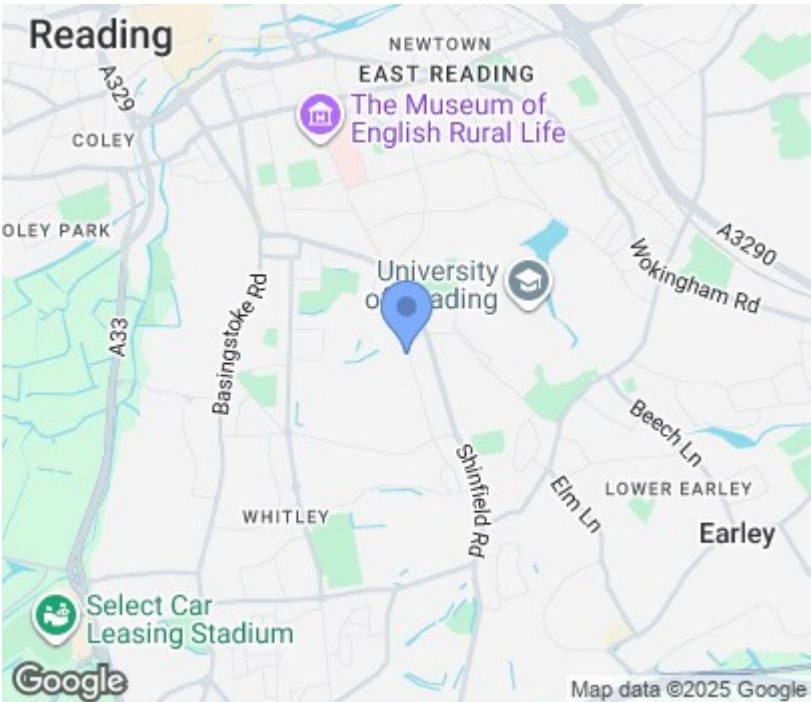 Reading
NEWTOWN
EAST READING
A329
The Museum of
English Rural Life
COLEY
OLEY PARK
A3290
Wokingham Rd
University
of Reading
Basingstoke Rd
A33
Beech Ln
Shinfield Rd
Elm Ln
LOWER EARLEY
WHITLEY
Earley
Select Car
Leasing Stadium
Google
Map data ©2025 Google